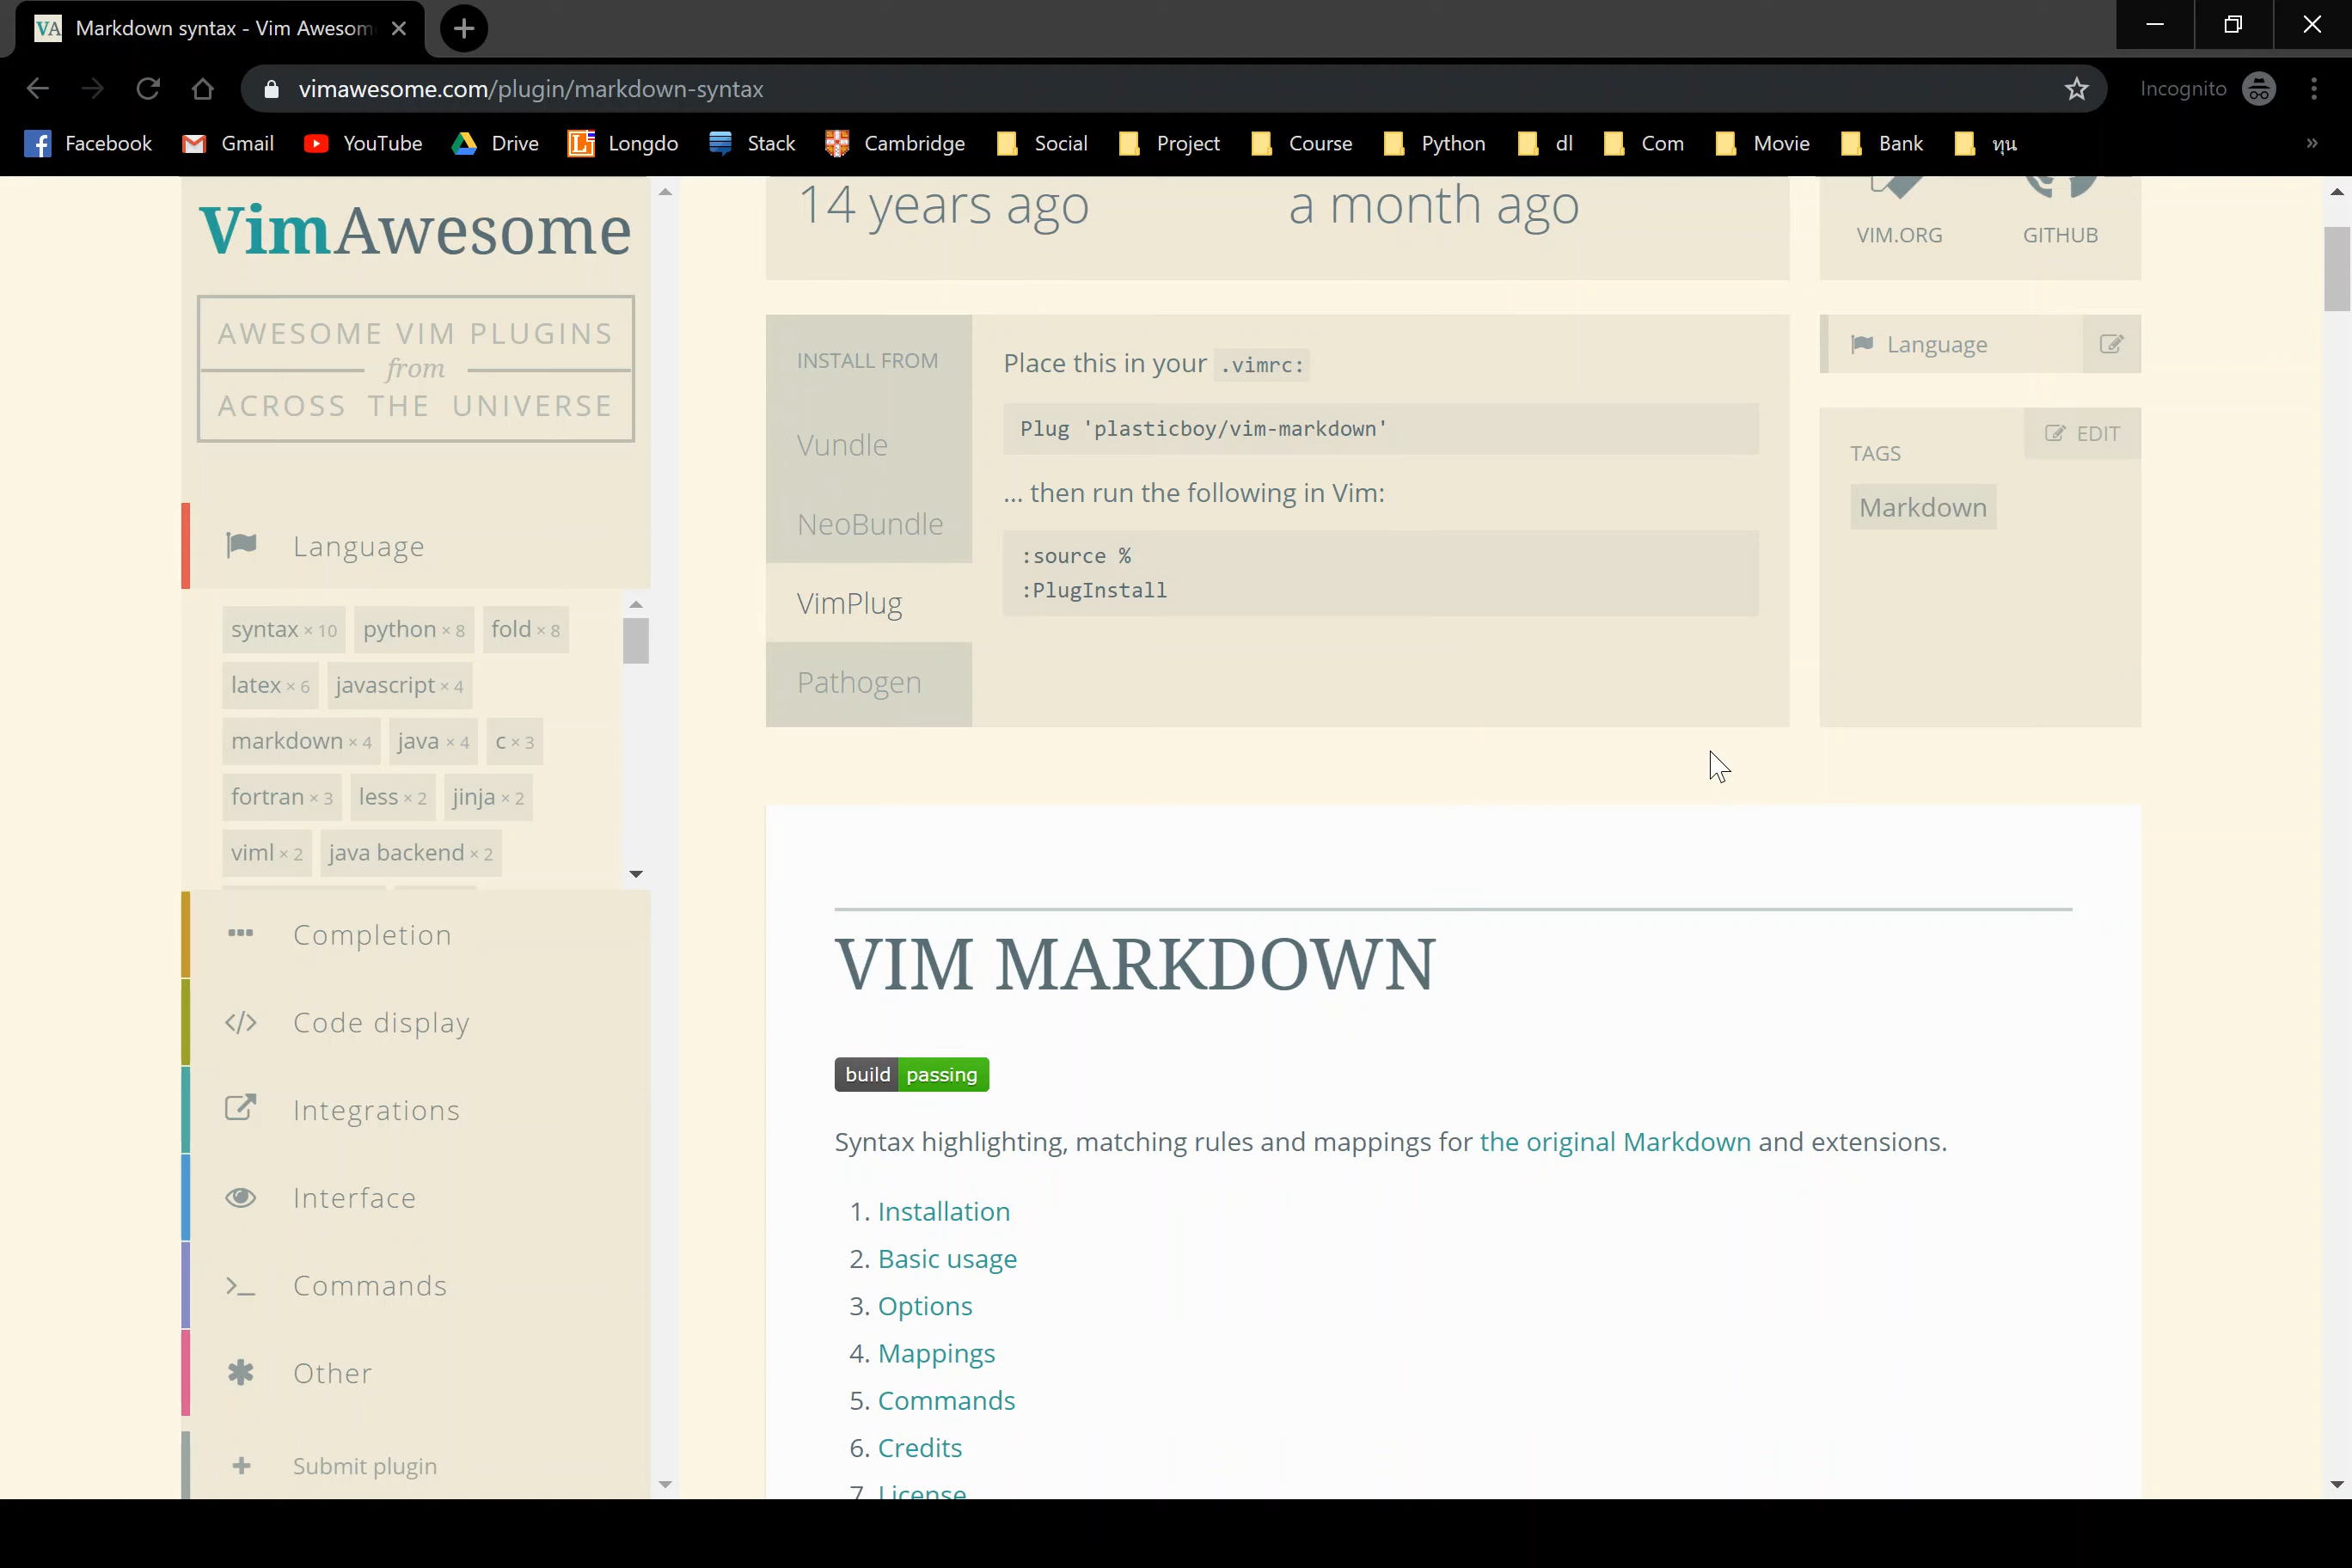 Markdown syntax - Vim Awesom
vimawesome.com/plugin/markdown-syntax
Incognito
Facebook Gmail YouTube Drive Longdo Stack Cambridge Social Project Course Python dl Com Movie Bank ทุน »
VimAwesome
AWESOME VIM PLUGINS
from
ACROSS THE UNIVERSE
Language
syntax × 10 python × 8 fold × 8
latex × 6 javascript × 4
markdown × 4 java × 4 c × 3
fortran × 3 less × 2 jinja × 2
viml × 2 java backend × 2
Completion
Code display
Integrations
Interface
Commands
Other
Submit plugin
14 years ago a month ago
VIM.ORG GITHUB
INSTALL FROM
Vundle
NeoBundle
VimPlug
Pathogen
Place this in your .vimrc:
Plug 'plasticboy/vim-markdown'
... then run the following in Vim:
:source %
:PlugInstall
Language
EDIT
TAGS
Markdown
VIM MARKDOWN
build passing
Syntax highlighting, matching rules and mappings for the original Markdown and extensions.
1. Installation
2. Basic usage
3. Options
4. Mappings
5. Commands
6. Credits
7. License